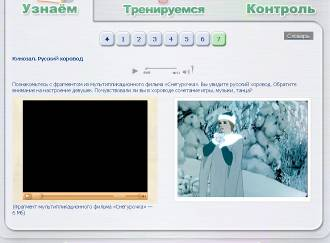 Узнаём Тренируемся Контроль
1 2 3 4 5 6 7
Словарь
Кинозал. Русский хоровод
Познакомьтесь с фрагментом из мультипликационного фильма «Снегурочка». Вы увидите русский хоровод. Обратите
внимание на настроение девушек. Почувствовали ли вы в хороводе сочетание игры, музыки, танца?
(Фрагмент мультипликационного фильма «Снегурочка» —
6 Мб)